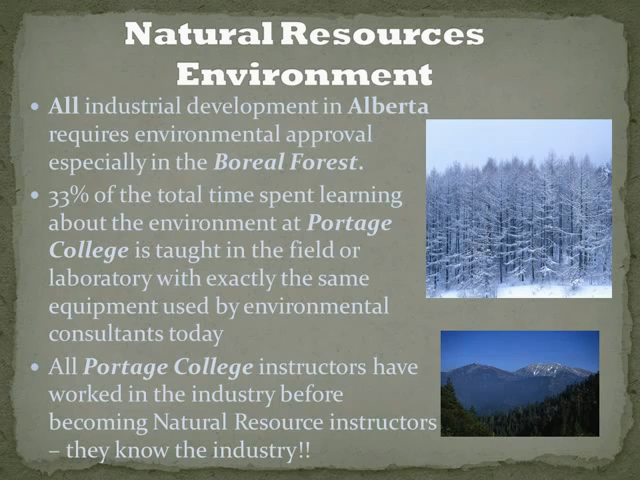 Natural Resources
Environment
• All industrial development in Alberta
requires environmental approval
especially in the Boreal Forest.
• 33% of the total time spent learning
about the environment at Portage
College is taught in the field or
laboratory with exactly the same
equipment used by environmental
consultants today
• All Portage College instructors have
worked in the industry before
becoming Natural Resource instructors
– they know the industry!!